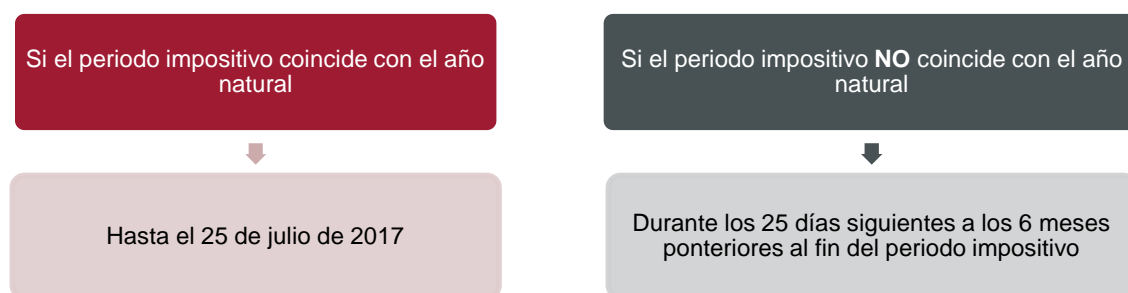 Si el periodo impositivo coincide con el año
natural
Hasta el 25 de julio de 2017
Si el periodo impositivo NO coincide con el año
natural
Durante los 25 días siguientes a los 6 meses
ponteriores al fin del periodo impositivo